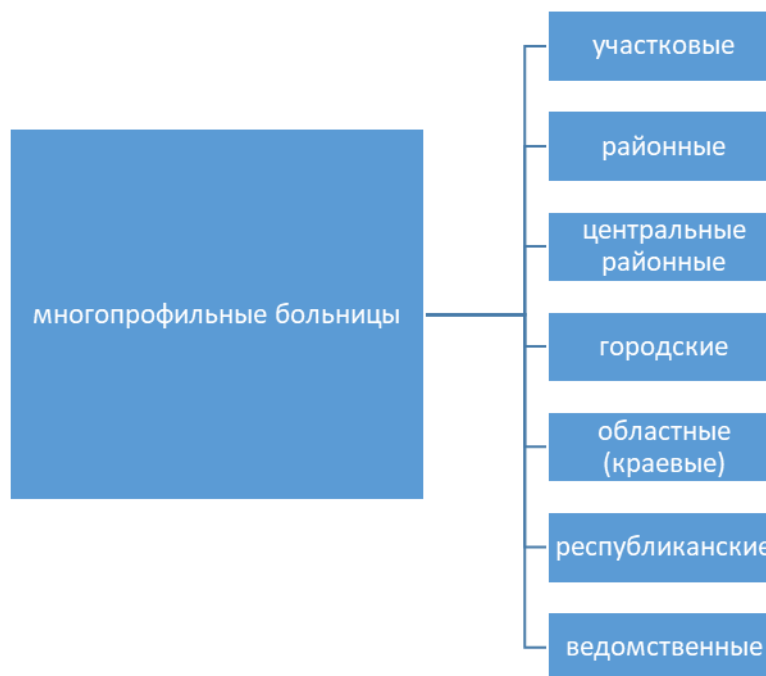 многопрофильные больницы
участковые
районные
центральные
районные
городские
областные
(краевые)
республиканские
ведомственные